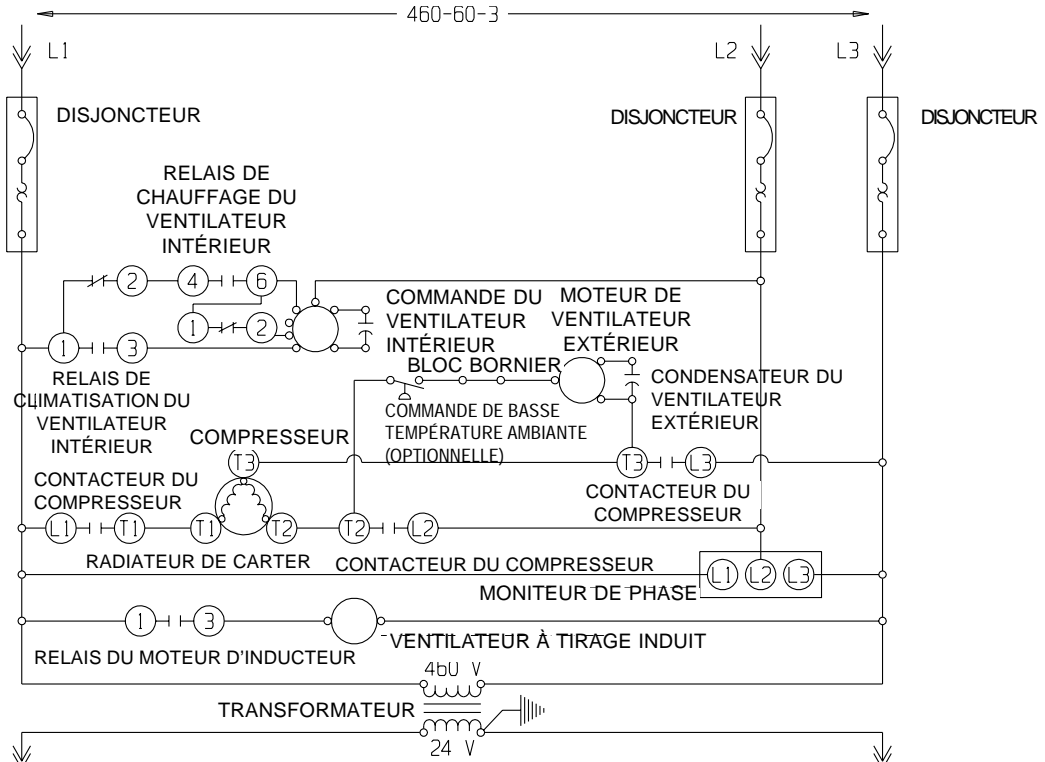 460-60-3
L1
L2
L3
DISJONCTEUR
DISJONCTEUR
DISJONCTEUR
RELAIS DE
CHAUFFAGE DU
VENTILATEUR
INTÉRIEUR
2
4
6
1
2
1
3
COMMANDE DU
VENTILATEUR
INTÉRIEUR
MOTEUR DE
VENTILATEUR
EXTÉRIEUR
BLOC BORNIER
RELAIS DE
CLIMATISATION DU
VENTILATEUR
INTÉRIEUR
COMMANDE DE BASSE
TEMPÉRATURE AMBIANTE
(OPTIONNELLE)
CONDENSATEUR DU
VENTILATEUR
EXTÉRIEUR
COMPRESSEUR
T3
T3
L3
CONTACTEUR DU
COMPRESSEUR
CONTACTEUR DU
COMPRESSEUR
L1
T1
T1
T2
T2
L2
RADIATEUR DE CARTER
CONTACTEUR DU COMPRESSEUR
L1
L2
L3
MONITEUR DE PHASE
1
3
VENTILATEUR À TIRAGE INDUIT
RELAIS DU MOTEUR D'INDUCTEUR
460 V
TRANSFORMATEUR
24 V